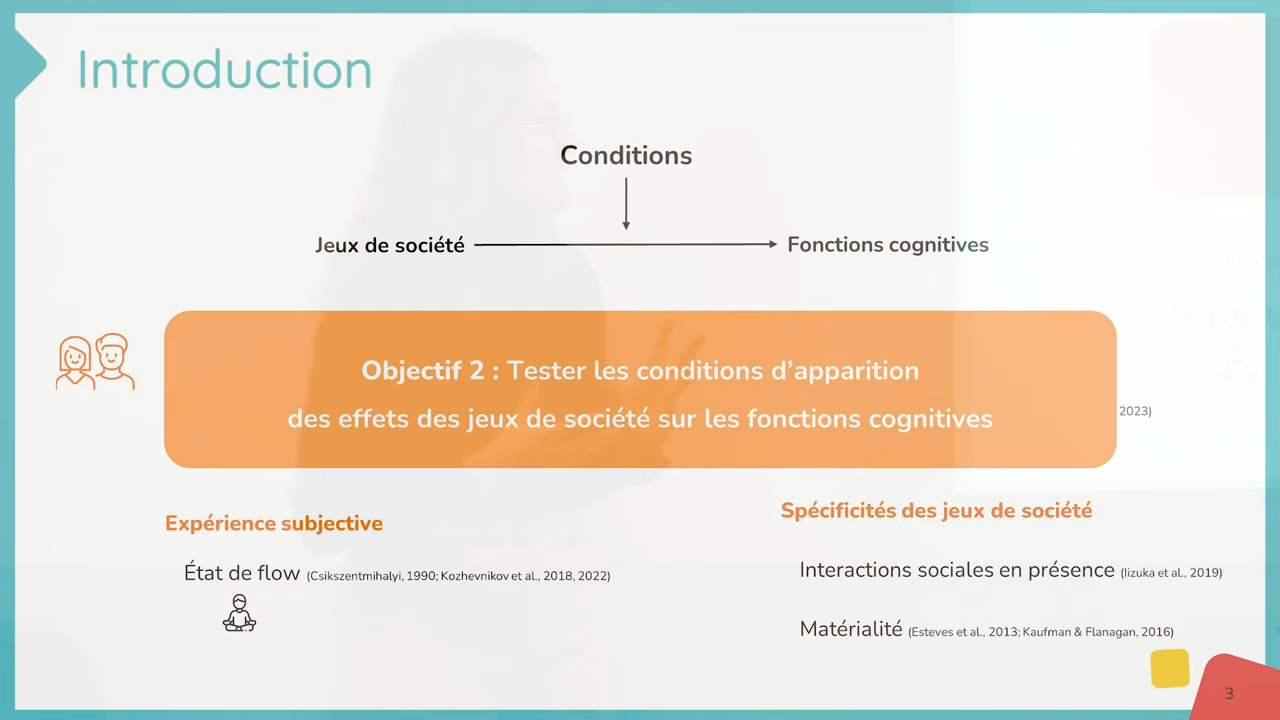 Introduction
Conditions
Jeux de société
Fonctions cognitives
Objectif 2 : Tester les conditions d’apparition
des effets des jeux de société sur les fonctions cognitives
2023)
Expérience subjective
État de flow (Csikszentmihalyi, 1990; Kozhevnikov et al., 2018, 2022)
Spécificités des jeux de société
Interactions sociales en présence (Iizuka et al., 2019)
Matérialité (Esteves et al., 2013; Kaufman & Flanagan, 2016)
3